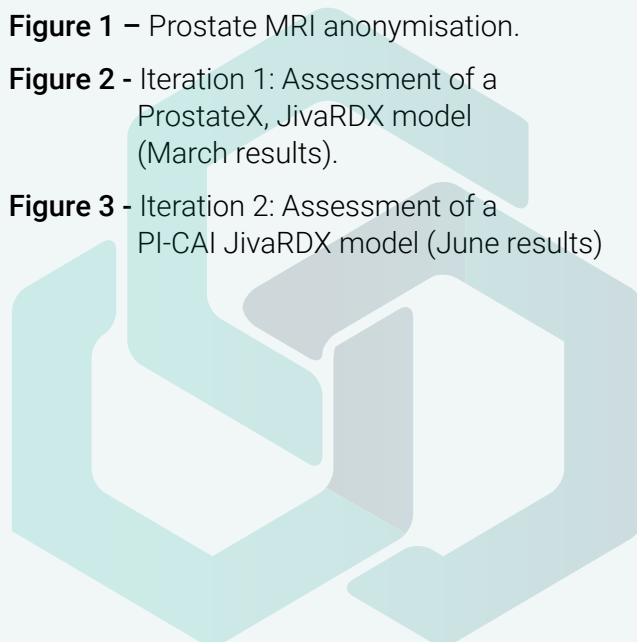 Figure 1 – Prostate MRI anonymisation.
Figure 2 - Iteration 1: Assessment of a
ProstateX, JivaRDX model
(March results).
Figure 3 - Iteration 2: Assessment of a
PI-CAI JivaRDX model (June results)